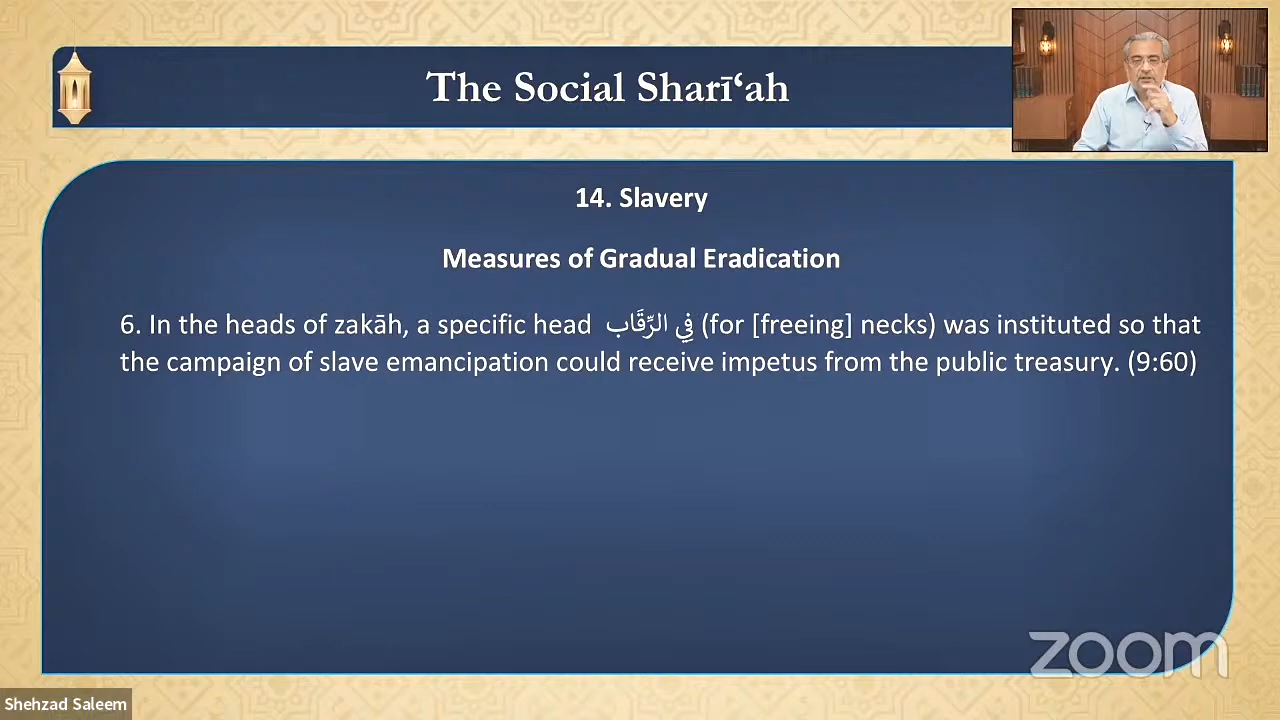 The Social Sharī‘ah
14. Slavery
Measures of Gradual Eradication
6. In the heads of zakāh, a specific head فِي الرِّقَابِ (for [freeing] necks) was instituted so that
the campaign of slave emancipation could receive impetus from the public treasury. (9:60)
zoom
Shehzad Saleem